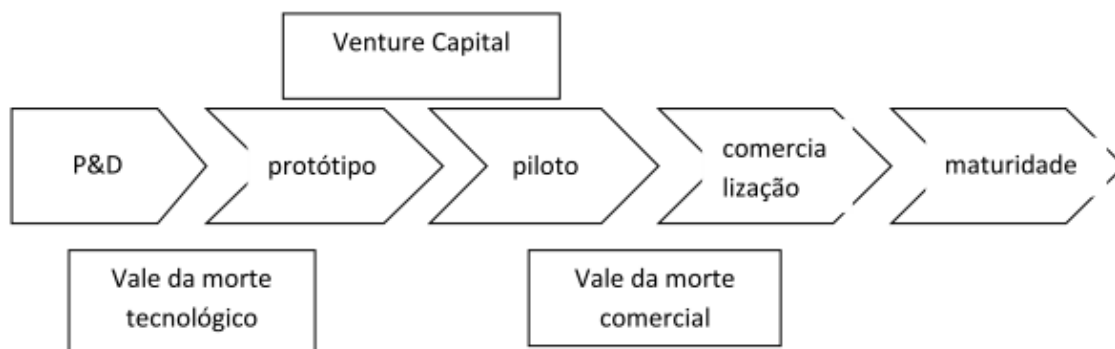 Venture Capital
P&D
protótipo
piloto
comercia
lização
maturidade
Vale da morte
tecnológico
Vale da morte
comercial